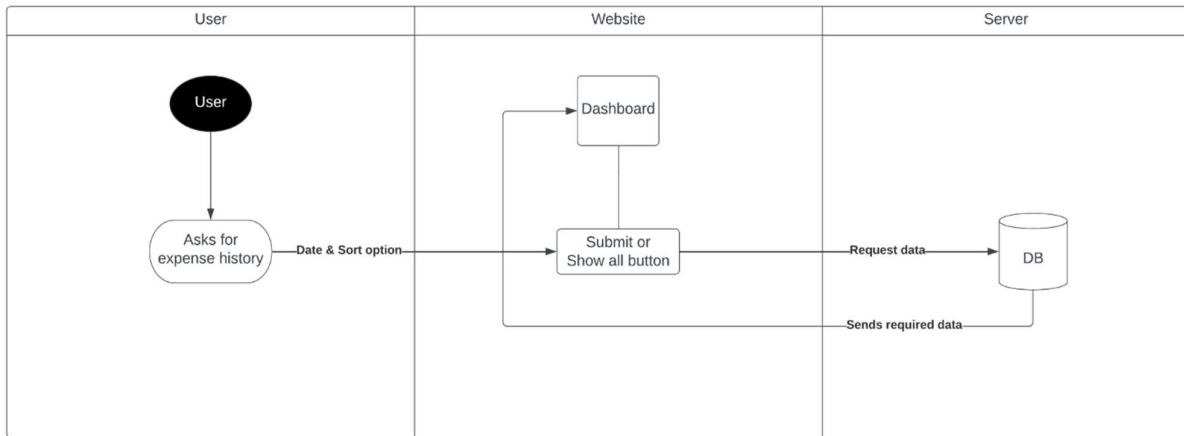 User
Website
Server
User
Dashboard
Asks for
expense history
Date & Sort option
Submit or
Show all button
Request data
DB
Sends required data